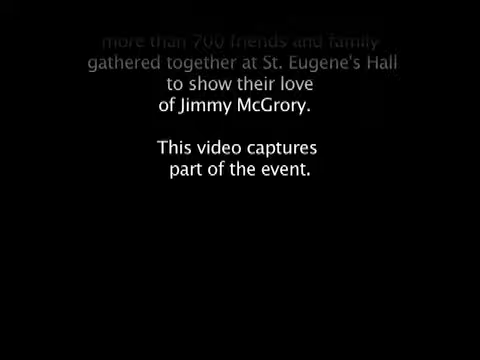 more than 700 friends and family
gathered together at St. Eugene's Hall
to show their love
of Jimmy McGrory.
This video captures
part of the event.